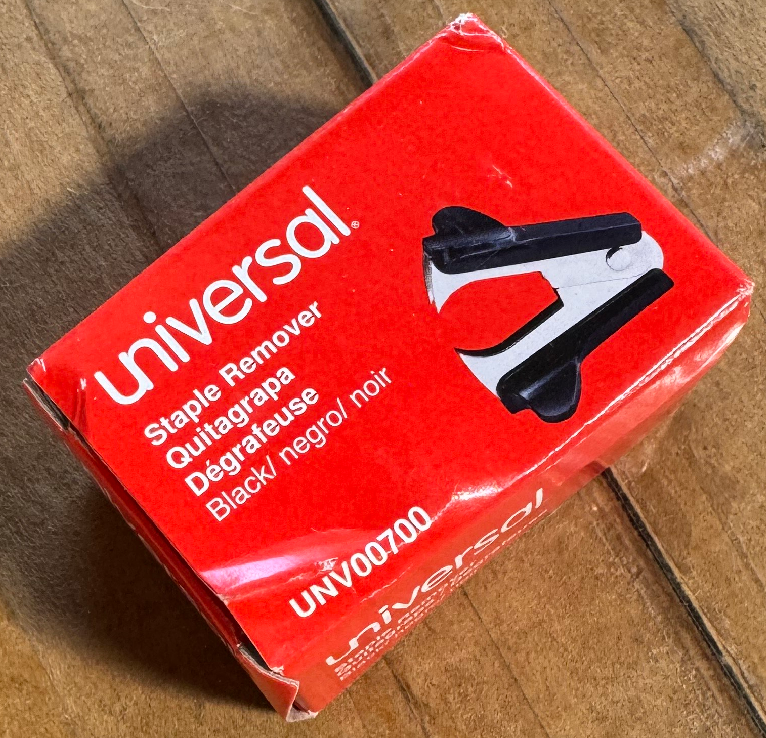 universal®
Staple Remover
Quitagrapa
Dégrafeuse
Black/ negro/ noir
UNV00700
universal